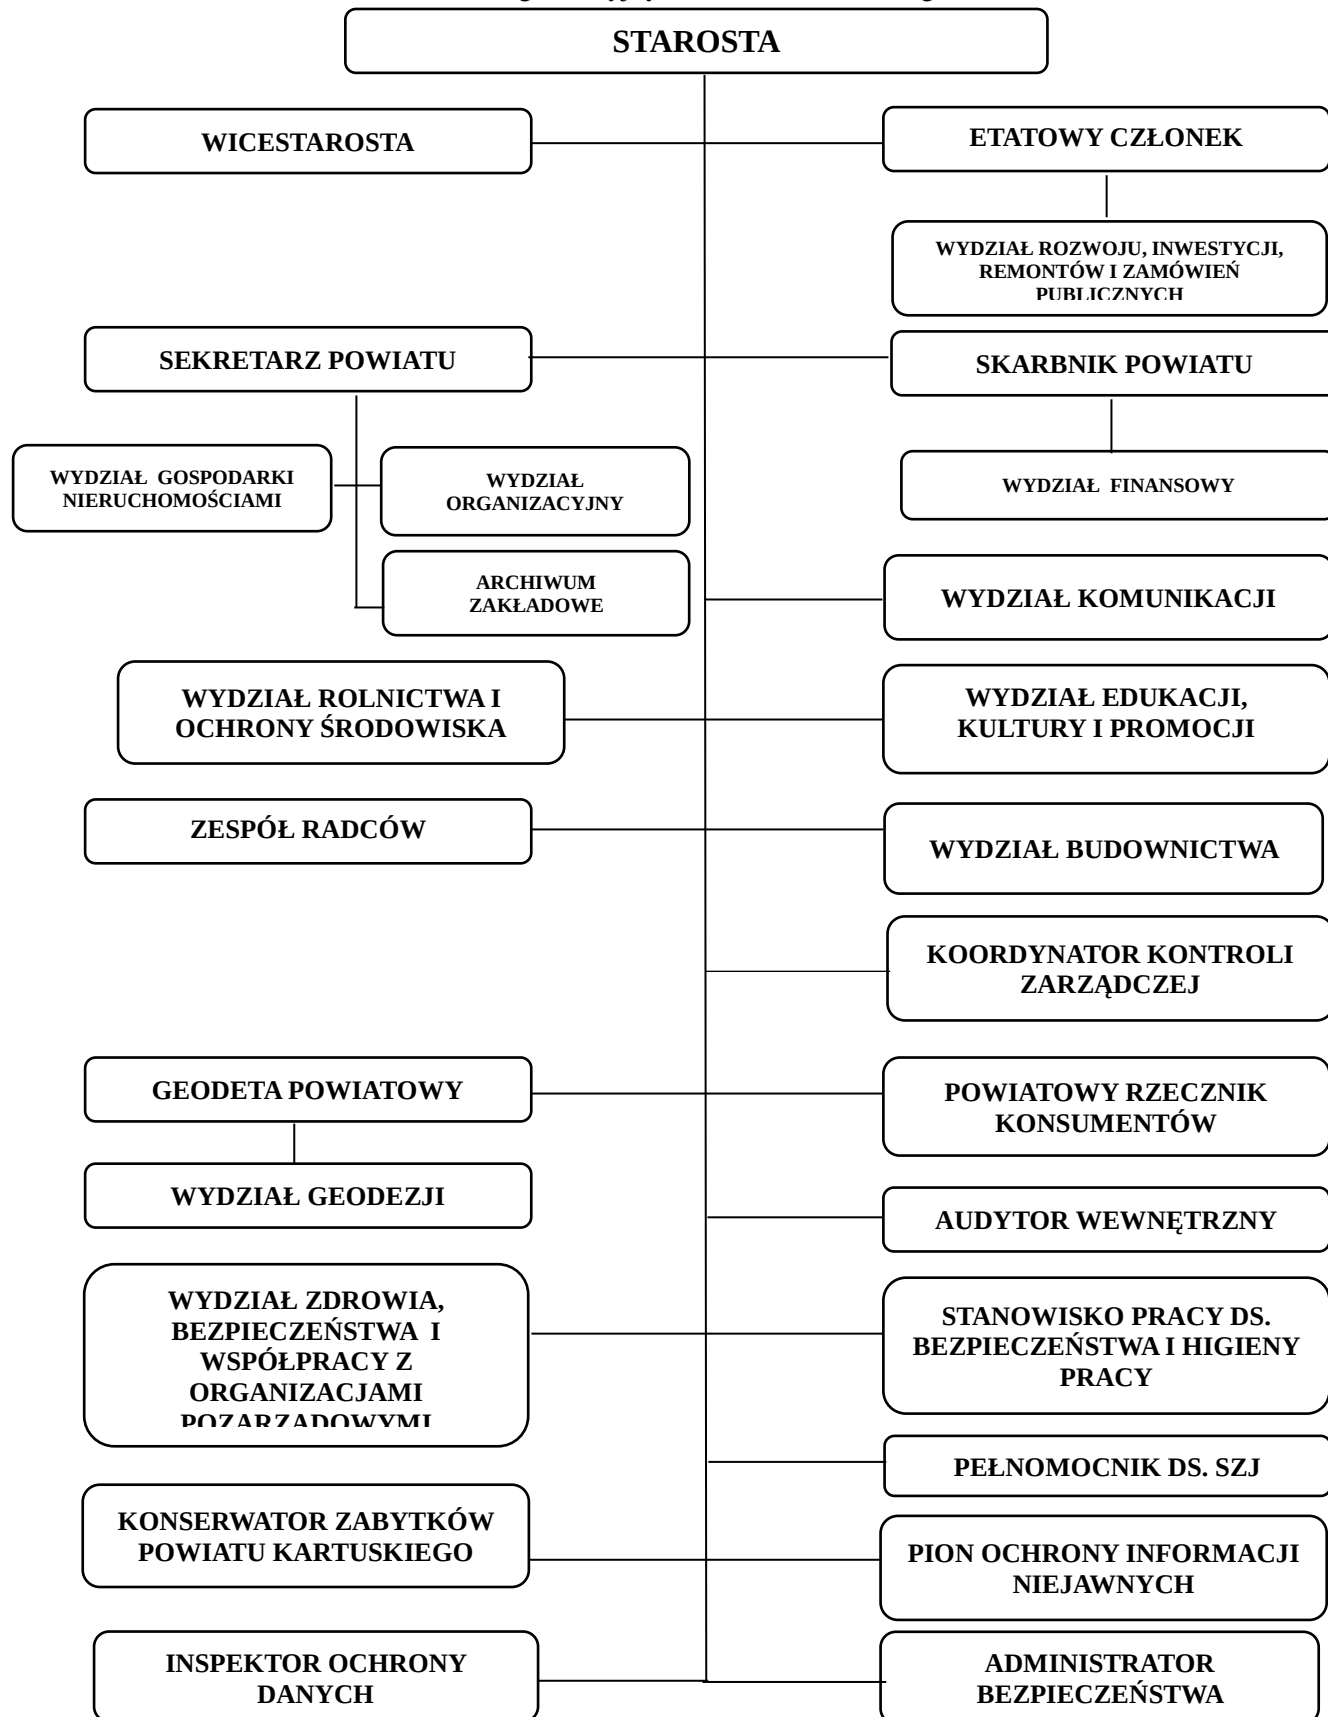 STAROSTA
WICESTAROSTA
ETATOWY CZŁONEK
WYDZIAŁ ROZWOJU, INWESTYCJI,
REMONTÓW I ZAMÓWIEŃ
PUBLICZNYCH
SEKRETARZ POWIATU
SKARBNIK POWIATU
WYDZIAŁ GOSPODARKI
NIERUCHOMOŚCIAMI
WYDZIAŁ
ORGANIZACYJNY
WYDZIAŁ FINANSOWY
ARCHIWUM
ZAKŁADOWE
WYDZIAŁ KOMUNIKACJI
WYDZIAŁ ROLNICTWA I
OCHRONY ŚRODOWISKA
WYDZIAŁ EDUKACJI,
KULTURY I PROMOCJI
ZESPÓŁ RADCÓW
WYDZIAŁ BUDOWNICTWA
KOORDYNATOR KONTROLI
ZARZĄDCZEJ
GEODETA POWIATOWY
POWIATOWY RZECZNIK
KONSUMENTÓW
WYDZIAŁ GEODEZJI
AUDYTOR WEWNĘTRZNY
WYDZIAŁ ZDROWIA,
BEZPIECZEŃSTWA I
WSPÓŁPRACY Z
ORGANIZACJAMI
POZARZĄDOWYMI
STANOWISKO PRACY DS.
BEZPIECZEŃSTWA I HIGIENY
PRACY
PEŁNOMOCNIK DS. SZJ
KONSERWATOR ZABYTKÓW
POWIATU KARTUSKIEGO
PION OCHRONY INFORMACJI
NIEJAWNYCH
INSPEKTOR OCHRONY
DANYCH
ADMINISTRATOR
BEZPIECZEŃSTWA